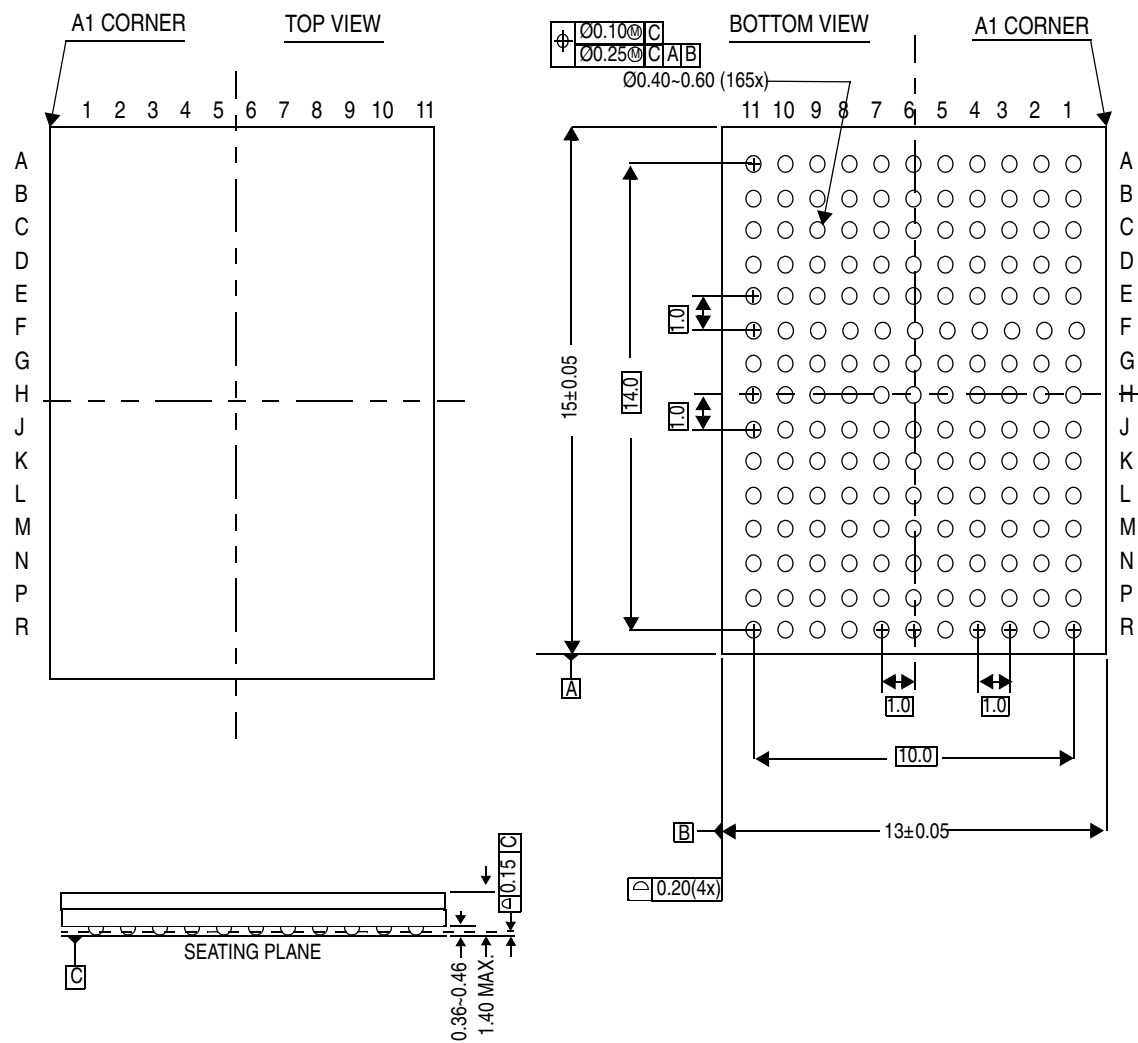 A1 CORNER
TOP VIEW
1 2 3 4 5 6 7 8 9 10 11
A
B
C
D
E
F
G
H
J
K
L
M
N
P
R
Ø0.10Ⓜ C
Ø0.25Ⓜ C A B
Ø0.40~0.60 (165x)
BOTTOM VIEW
A1 CORNER
11 10 9 8 7 6 5 4 3 2 1
A
B
C
D
E
F
G
H
J
K
L
M
N
P
R
15±0.05
14.0
1.0
1.0
A
1.0
1.0
10.0
B
13±0.05
0.20(4x)
0.15 C
SEATING PLANE
C
0.36~0.46
1.40 MAX.